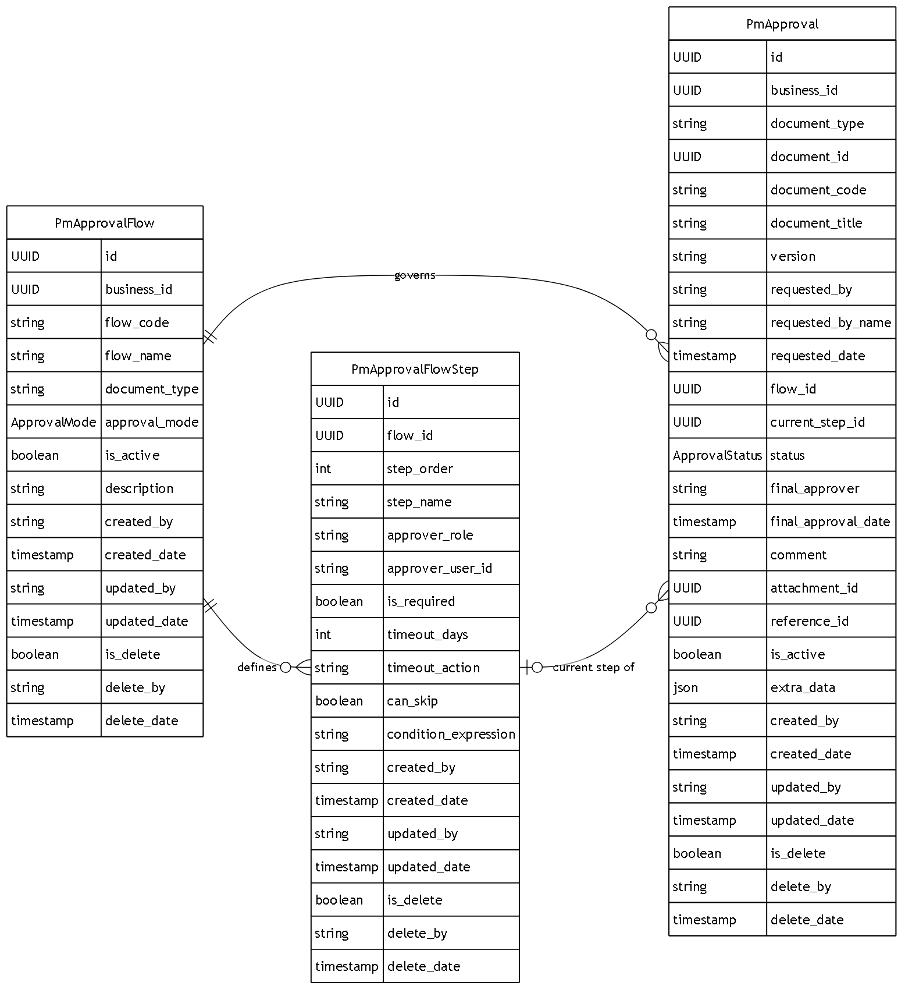 PmApproval
UUID id
UUID business_id
string document_type
UUID document_id
string document_code
string document_title
string version
string requested_by
string requested_by_name
timestamp requested_date
UUID flow_id
UUID current_step_id
ApprovalStatus status
string final_approver
timestamp final_approval_date
string comment
UUID attachment_id
UUID reference_id
boolean is_active
json extra_data
string created_by
timestamp created_date
string updated_by
timestamp updated_date
boolean is_delete
string delete_by
timestamp delete_date
PmApprovalFlow
UUID id
UUID business_id
string flow_code
string flow_name
string document_type
ApprovalMode approval_mode
boolean is_active
string description
string created_by
timestamp created_date
string updated_by
timestamp updated_date
boolean is_delete
string delete_by
timestamp delete_date
governs
defines
current step of
PmApprovalFlowStep
UUID id
UUID flow_id
int step_order
string step_name
string approver_role
string approver_user_id
boolean is_required
int timeout_days
string timeout_action
boolean can_skip
string condition_expression
string created_by
timestamp created_date
string updated_by
timestamp updated_date
boolean is_delete
string delete_by
timestamp delete_date